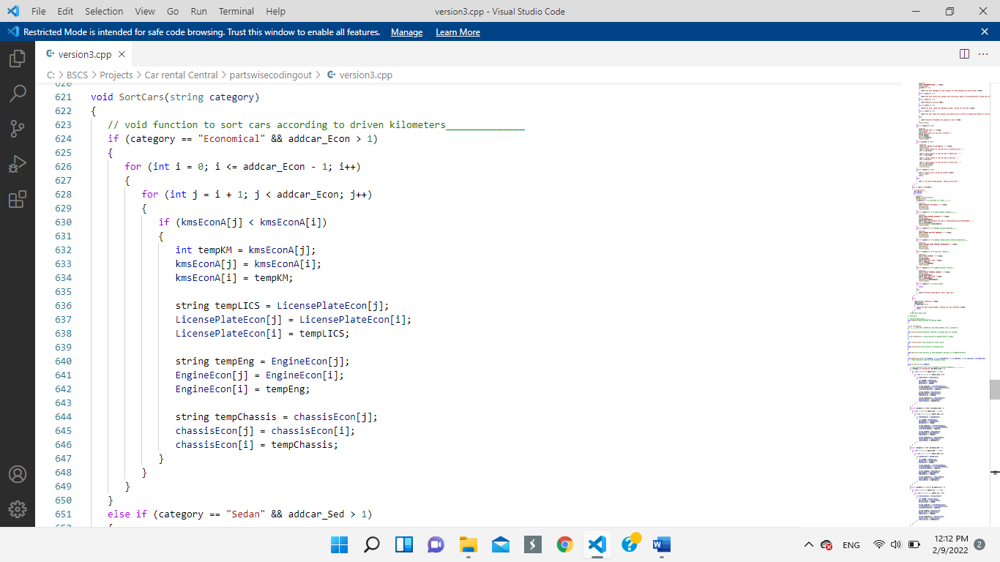 File Edit Selection View Go Run Terminal Help version3.cpp - Visual Studio Code
Restricted Mode is intended for safe code browsing. Trust this window to enable all features. Manage Learn More
version3.cpp
C: > BSCS > Projects > Car rental Central > partswisecodingout > version3.cpp
620
621 void SortCars(string category)
622 {
623 // void function to sort cars according to driven kilometers______________
624 if (category == "Economical" && addcar_Econ > 1)
625 {
626 for (int i = 0; i <= addcar_Econ - 1; i++)
627 {
628 for (int j = i + 1; j < addcar_Econ; j++)
629 {
630 if (kmsEconA[j] < kmsEconA[i])
631 {
632 int tempKM = kmsEconA[j];
633 kmsEconA[j] = kmsEconA[i];
634 kmsEconA[i] = tempKM;
635
636 string tempLICS = LicensePlateEcon[j];
637 LicensePlateEcon[j] = LicensePlateEcon[i];
638 LicensePlateEcon[i] = tempLICS;
639
640 string tempEng = EngineEcon[j];
641 EngineEcon[j] = EngineEcon[i];
642 EngineEcon[i] = tempEng;
643
644 string tempChassis = chassisEcon[j];
645 chassisEcon[j] = chassisEcon[i];
646 chassisEcon[i] = tempChassis;
647 }
648 }
649 }
650 }
651 else if (category == "Sedan" && addcar_Sed > 1)
652 {
ENG 12:12 PM 2
2/9/2022